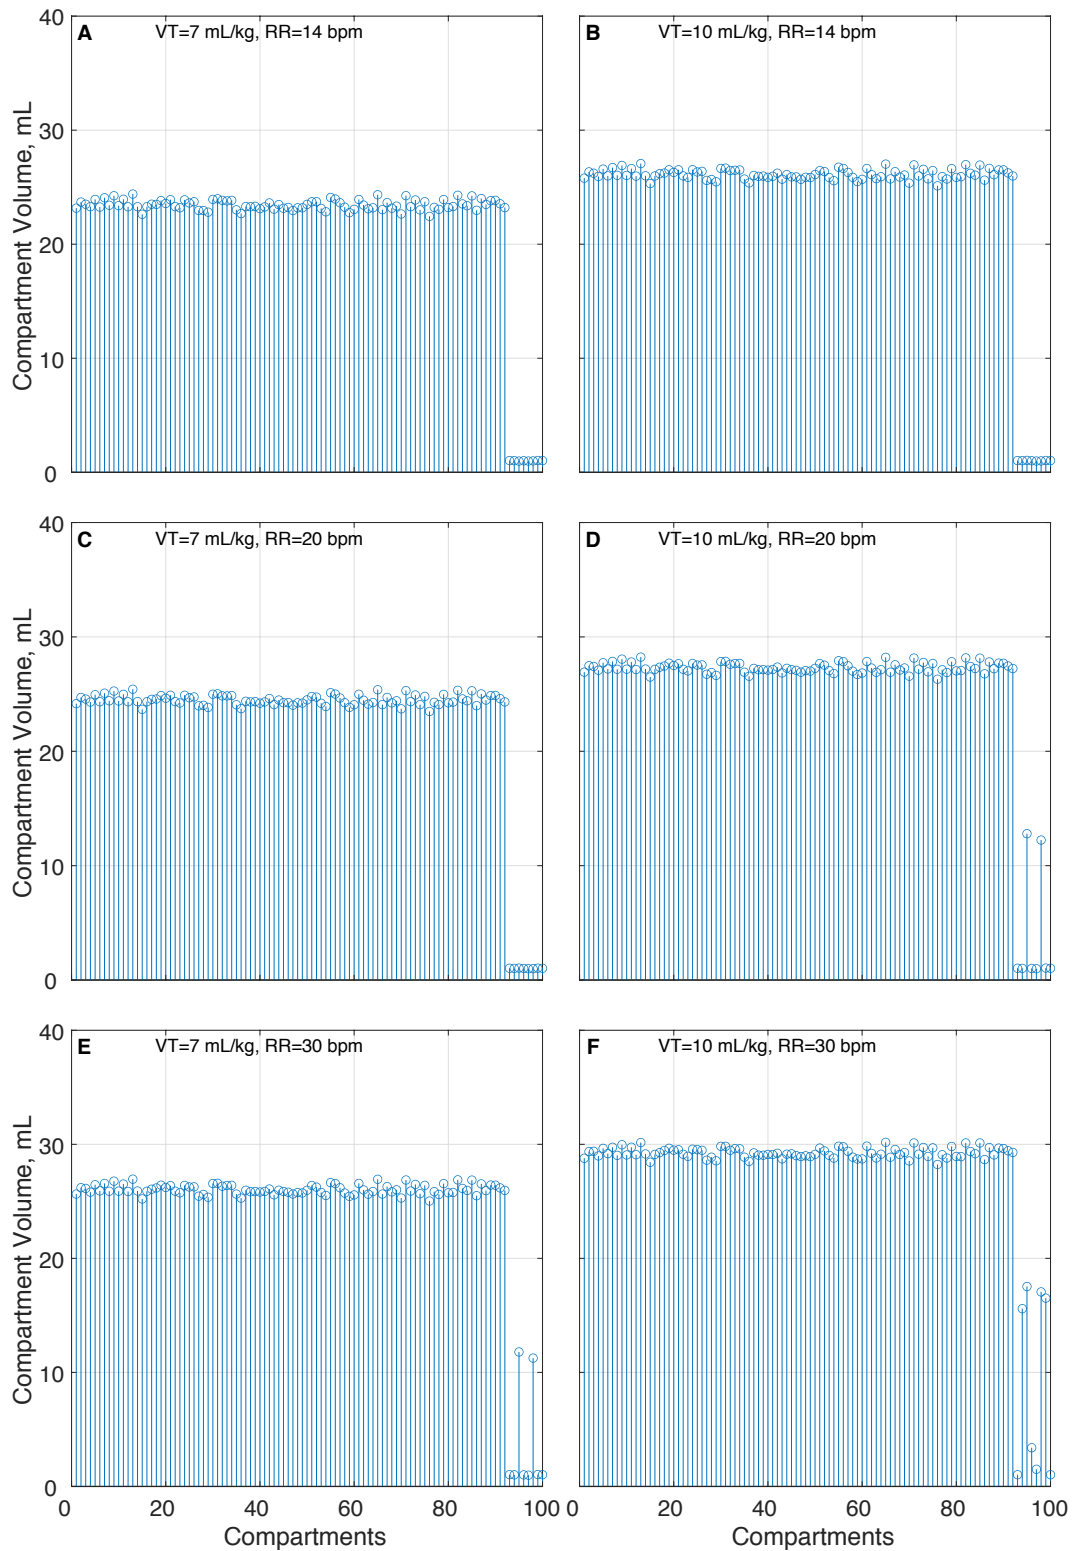 A VT=7 mL/kg, RR=14 bpm
B VT=10 mL/kg, RR=14 bpm
40
30
20
10
0
Compartment Volume, mL
C VT=7 mL/kg, RR=20 bpm
D VT=10 mL/kg, RR=20 bpm
40
30
20
10
0
Compartment Volume, mL
E VT=7 mL/kg, RR=30 bpm
F VT=10 mL/kg, RR=30 bpm
40
30
20
10
0
Compartment Volume, mL
0 20 40 60 80 100
0 20 40 60 80 100
Compartments
Compartments